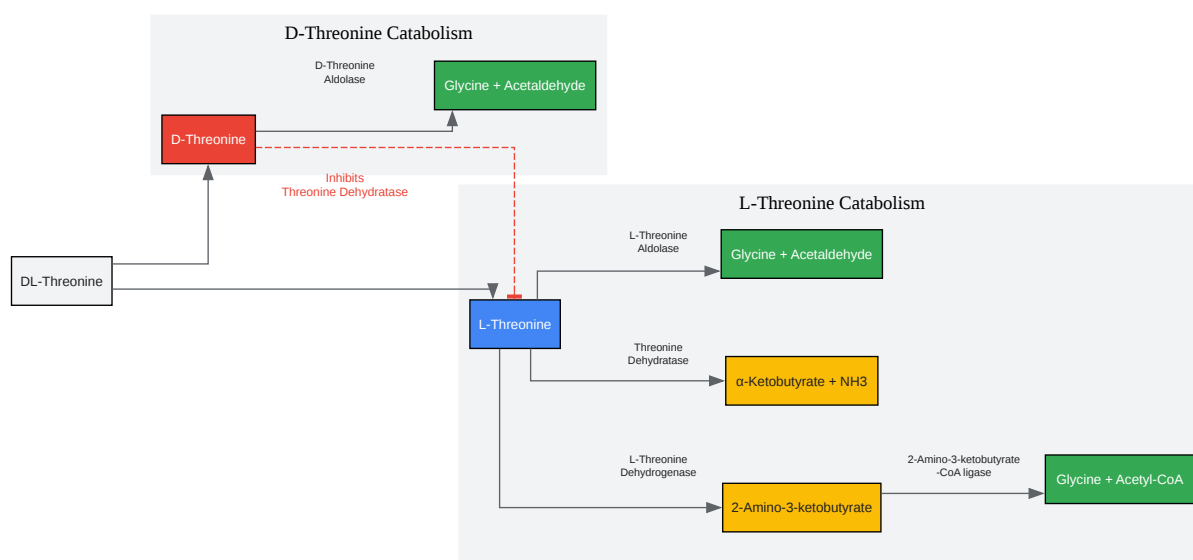 D-Threonine Catabolism
D-Threonine
Aldolase
Glycine + Acetaldehyde
D-Threonine
Inhibits
Threonine Dehydratase
L-Threonine Catabolism
L-Threonine
Aldolase
Glycine + Acetaldehyde
DL-Threonine
L-Threonine
Threonine
Dehydratase
α-Ketobutyrate + NH3
L-Threonine
Dehydrogenase
2-Amino-3-ketobutyrate
2-Amino-3-ketobutyrate
-CoA ligase
Glycine + Acetyl-CoA